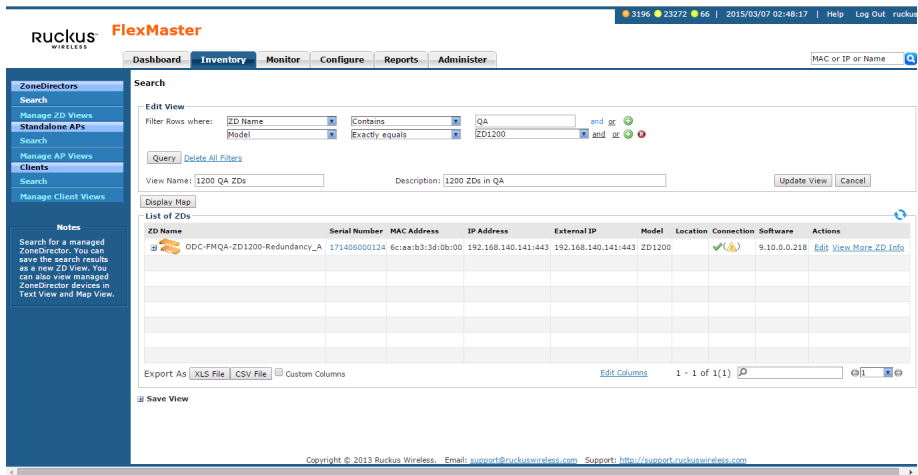 3196 23272 66 | 2015/03/07 02:48:17 | Help Log Out ruckus
RUCKUS WIRELESS
FlexMaster
Dashboard Inventory Monitor Configure Reports Administer
MAC or IP or Name
ZoneDirectors
Search
Manage ZD Views
Standalone APs
Search
Manage AP Views
Clients
Search
Manage Client Views
Notes
Search for a managed
ZoneDirector. You can
save the search results
as a new ZD View. You
can also view managed
ZoneDirector devices in
Text View and Map View.
Search
Edit View
Filter Rows where: ZD Name Contains QA and or
Model Exactly equals ZD1200 and or
Query Delete All Filters
View Name: 1200 QA ZDs Description: 1200 ZDs in QA Update View Cancel
Display Map
List of ZDs
ZD Name Serial Number MAC Address IP Address External IP Model Location Connection Software Actions
ODC-FMQA-ZD1200-Redundancy_A 171406000124 6c:aa:b3:3d:0b:00 192.168.140.141:443 192.168.140.141:443 ZD1200 ( ) 9.10.0.0.218 Edit View More ZD Info
Export As XLS File CSV File Custom Columns Edit Columns 1 - 1 of 1(1) 1
Save View
Copyright © 2013 Ruckus Wireless. Email: support@ruckuswireless.com Support: http://support.ruckuswireless.com